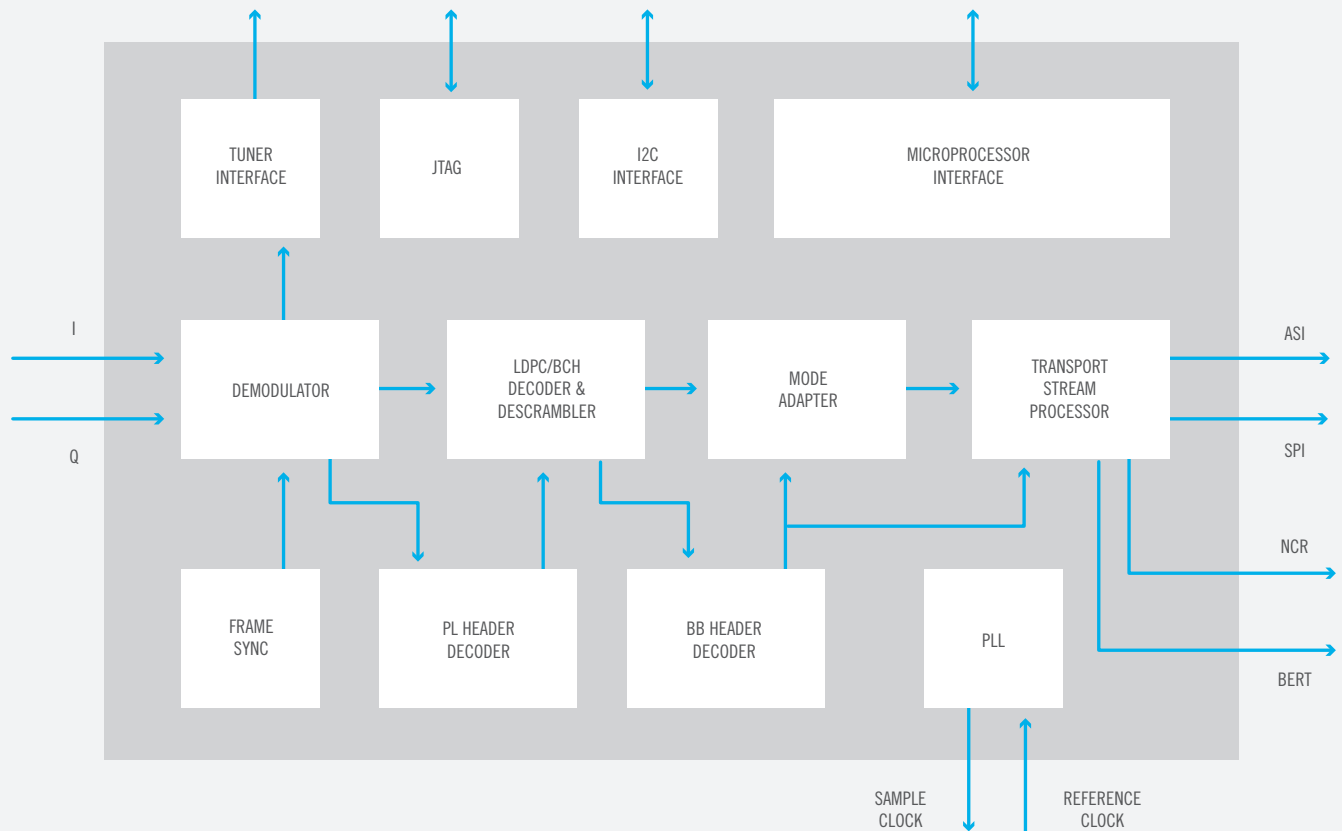 TUNER
INTERFACE
JTAG
I2C
INTERFACE
MICROPROCESSOR
INTERFACE
I
Q
DEMODULATOR
LDPC/BCH
DECODER &
DESCRAMBLER
MODE
ADAPTER
TRANSPORT
STREAM
PROCESSOR
ASI
SPI
NCR
BERT
FRAME
SYNC
PL HEADER
DECODER
BB HEADER
DECODER
PLL
SAMPLE
CLOCK
REFERENCE
CLOCK